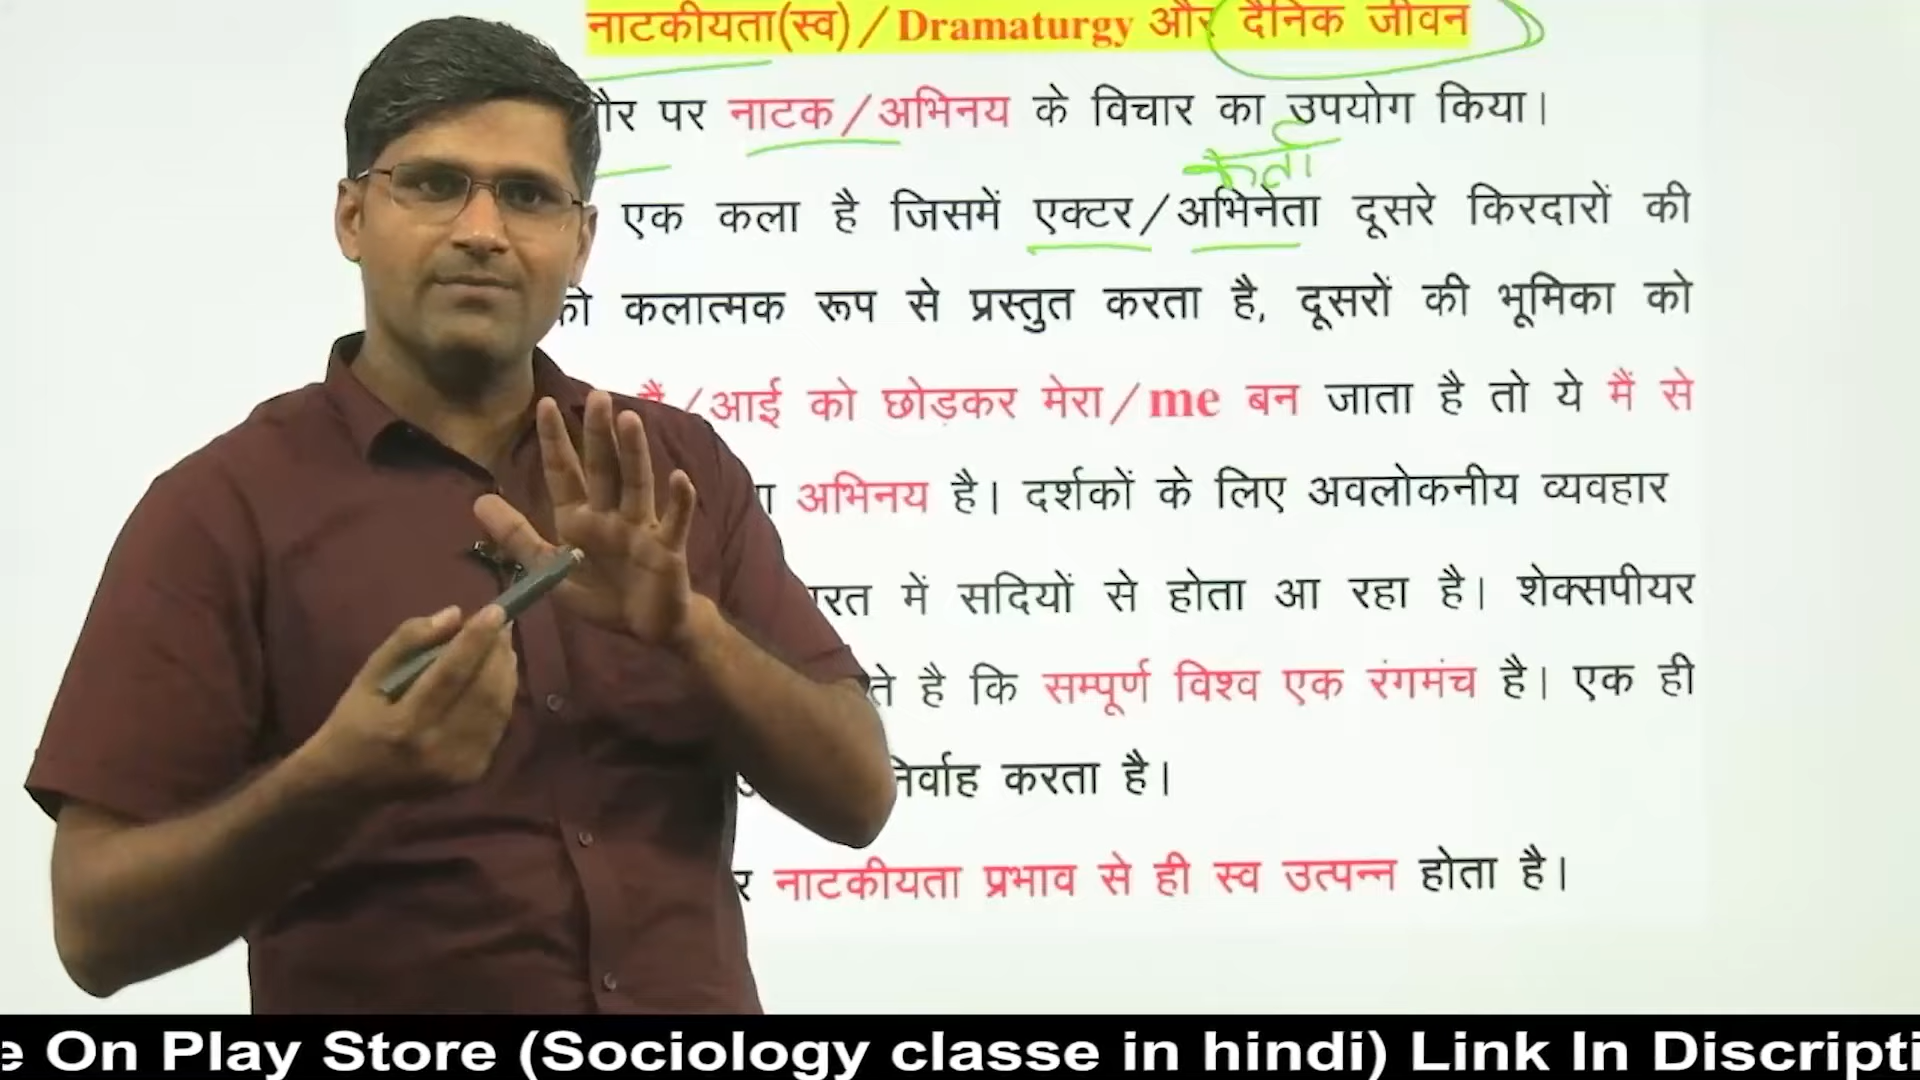 नाटकीयता(स्व)/Dramaturgy और दैनिक जीवन
पर नाटक/अभिनय के विचार का उपयोग किया।
कर्ता
एक कला है जिसमें एक्टर/अभिनेता दूसरे किरदारों की
को कलात्मक रूप से प्रस्तुत करता है, दूसरों की भूमिका को
मैं/आई को छोड़कर मेरा/me बन जाता है तो ये मैं से
अभिनय है। दर्शकों के लिए अवलोकनीय व्यवहार
में सदियों से होता आ रहा है। शेक्सपीयर
है कि सम्पूर्ण विश्व एक रंगमंच है। एक ही
निर्वाह करता है।
नाटकीयता प्रभाव से ही स्व उत्पन्न होता है।
e On Play Store (Sociology classe in hindi) Link In Discripti